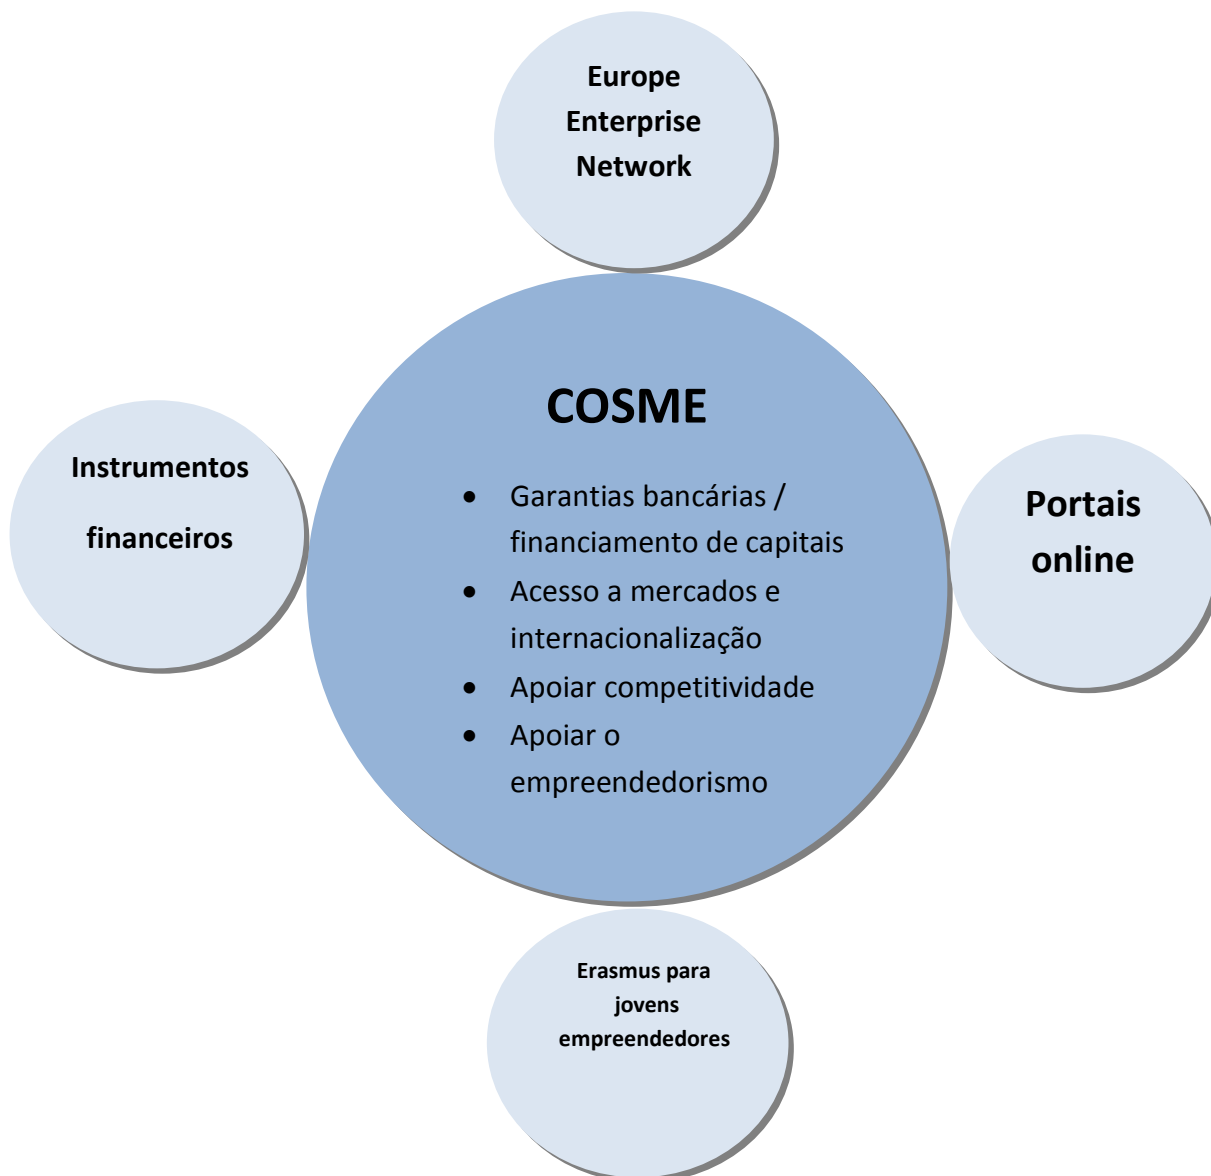 Europe
Enterprise
Network
COSME
• Garantias bancárias /
financiamento de capitais
• Acesso a mercados e
internacionalização
• Apoiar competitividade
• Apoiar o
empreendedorismo
Instrumentos
financeiros
Portais
online
Erasmus para
jovens
empreendedores